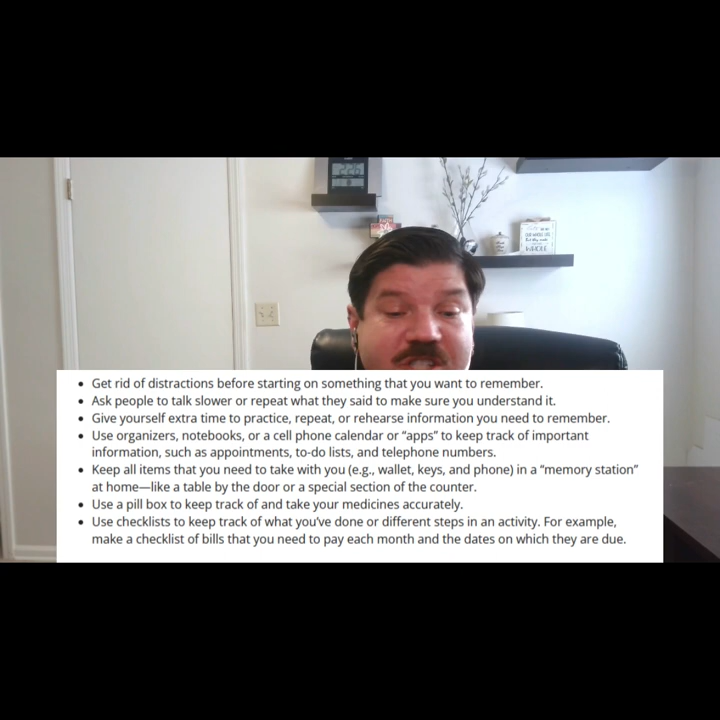 FAITH
WHOLE
• Get rid of distractions before starting on something that you want to remember.
• Ask people to talk slower or repeat what they said to make sure you understand it.
• Give yourself extra time to practice, repeat, or rehearse information you need to remember.
• Use organizers, notebooks, or a cell phone calendar or “apps” to keep track of important
information, such as appointments, to-do lists, and telephone numbers.
• Keep all items that you need to take with you (e.g., wallet, keys, and phone) in a “memory station”
at home—like a table by the door or a special section of the counter.
• Use a pill box to keep track of and take your medicines accurately.
• Use checklists to keep track of what you’ve done or different steps in an activity. For example,
make a checklist of bills that you need to pay each month and the dates on which they are due.